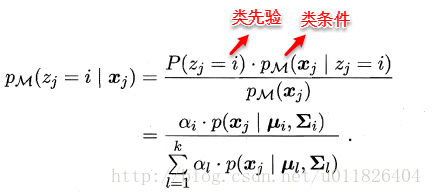 类先验 类条件
p_M(z_j = i | x_j) = P(z_j = i) · p_M(x_j | z_j = i) / p_M(x_j)
= α_i · p(x_j | μ_i, Σ_i) / ∑_{l=1}^{k} α_l · p(x_j | μ_l, Σ_l) .
http://blog.csdn.net/u011826404